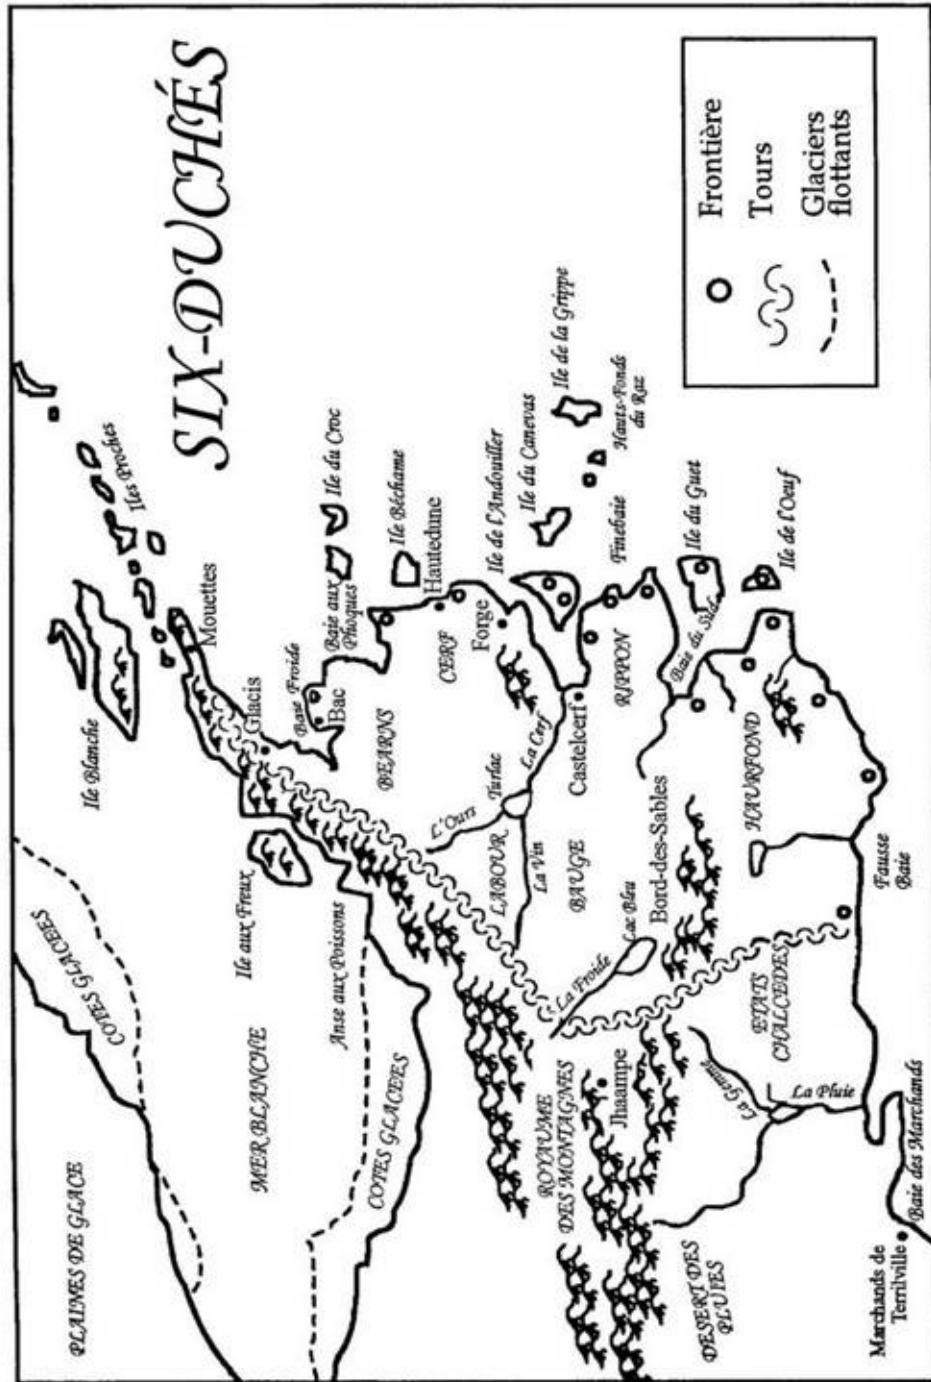 SIX-DUCHÉS
PLAINES DE GLACE
COTES GLACEES
Ile Blanche
Iles Proches
Mouettes
MER BLANCHE
Ile aux Freux
Glacis
Anse aux Poissons
Baie Froide
Bac
Baie aux
Phoques
Ile du Croc
COTES GLACEES
BEARNS
Ile Béchame
Hautedune
L'Ours
CERF
Forge
Ile de l'Andouiller
LABOUR
Turlac
La Cerf
Ile du Canevas
Ile de la Grippe
La Vin
ROYAUME
DES MONTAGNES
La Froide
BAUGE
Castelcerf
Finebaie
Hauts-Fonds
du Raz
Jhaampe
Lac Bleu
RIPPON
Bord-des-Sables
Baie du Sud
Ile du Guet
DESERT DES
PLUIES
La Gemme
ETATS
CHALCEDES
HAURFOND
Ile de l'Oeuf
La Pluie
Fausse
Baie
Marchands de
Terrilville
Baie des Marchands
Frontière
Tours
Glaciers
flottants